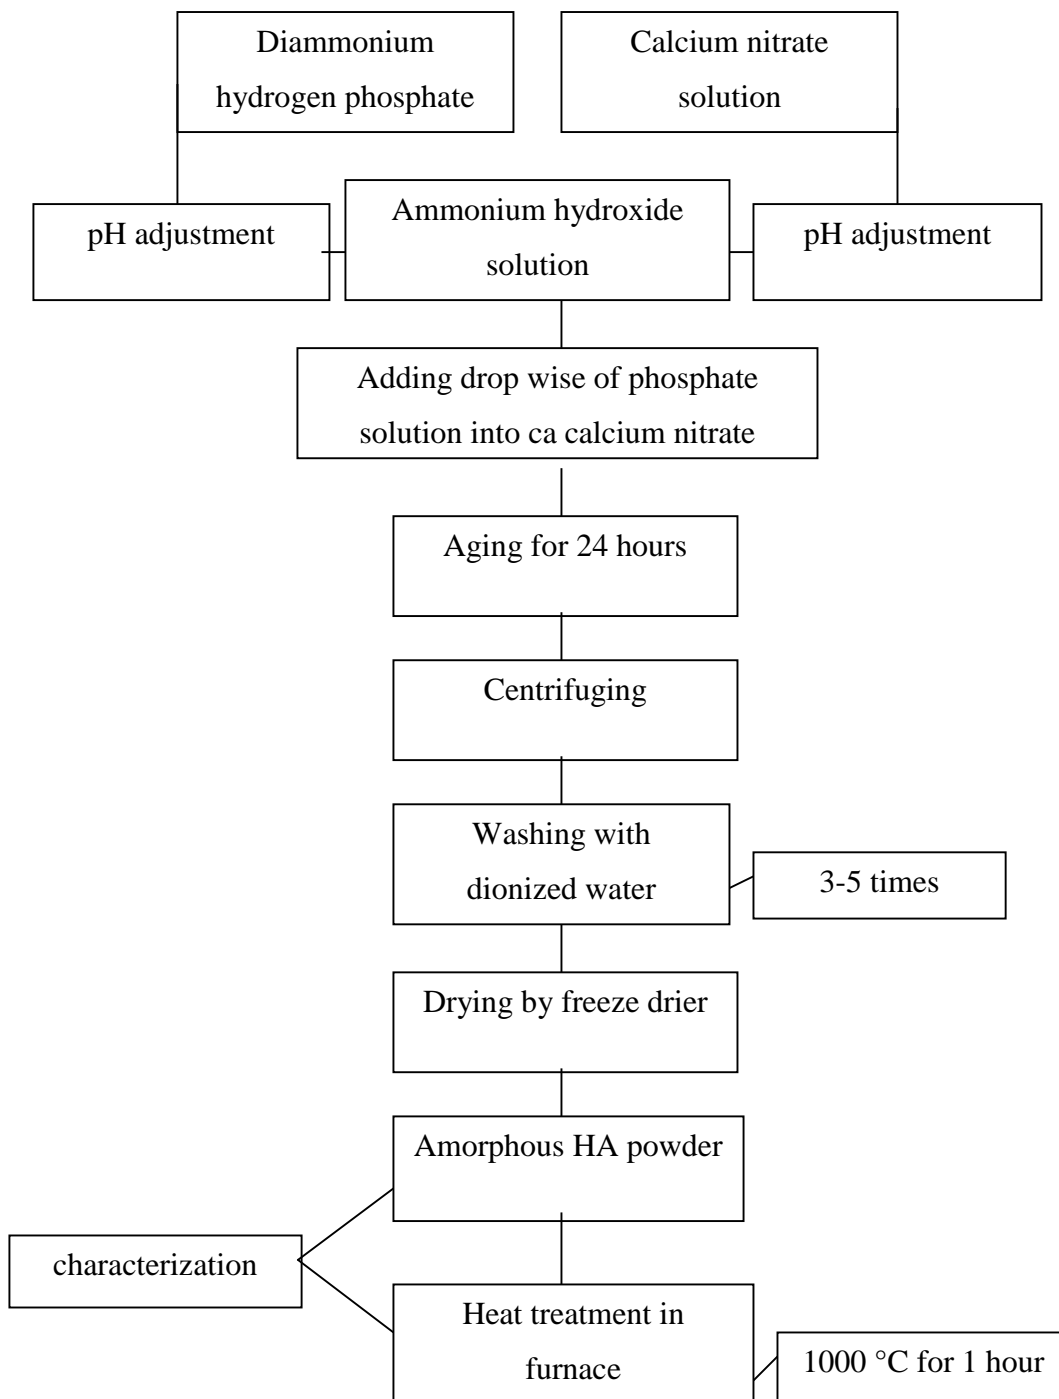 Diammonium
hydrogen phosphate
Calcium nitrate
solution
pH adjustment
Ammonium hydroxide
solution
pH adjustment
Adding drop wise of phosphate
solution into ca calcium nitrate
Aging for 24 hours
Centrifuging
Washing with
dionized water
3-5 times
Drying by freeze drier
Amorphous HA powder
characterization
Heat treatment in
furnace
1000 °C for 1 hour